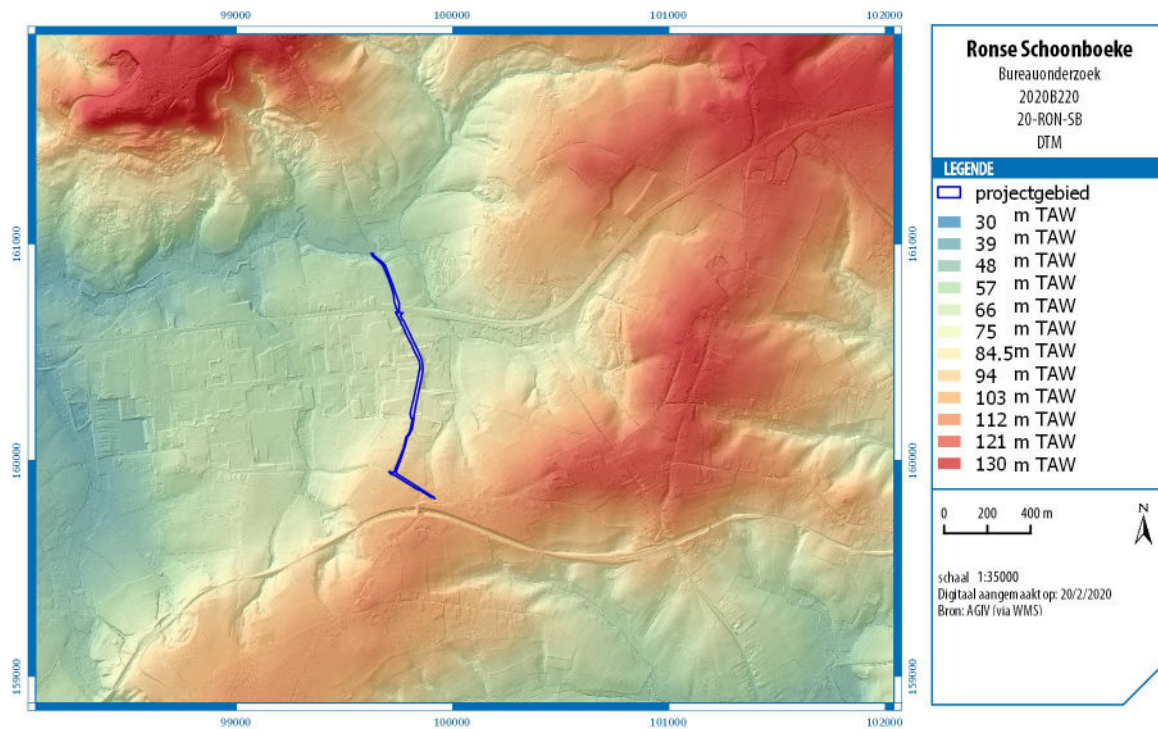 99000 100000 101000 102000
161000 161000
160000 160000
159000 159000
99000 100000 101000 102000
Ronse Schoonboeke
Bureauonderzoek
2020B220
20-RON-SB
DTM
LEGENDE
projectgebied
30 m TAW
39 m TAW
48 m TAW
57 m TAW
66 m TAW
75 m TAW
84.5 m TAW
94 m TAW
103 m TAW
112 m TAW
121 m TAW
130 m TAW
0 200 400 m
N
schaal 1:35000
Digitaal aangemaakt op: 20/2/2020
Bron: AGIV (via WMS)